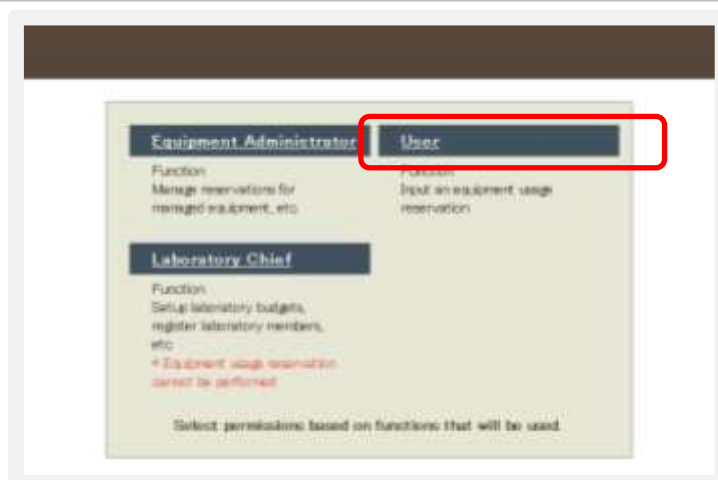 Equipment Administrator
Function
Manage reservations for
managed equipment, etc.
User
Function
Input an equipment usage
reservation
Laboratory Chief
Function
Setup laboratory budgets,
register laboratory members,
etc
* Equipment usage reservation
cannot be performed
Select permissions based on functions that will be used.